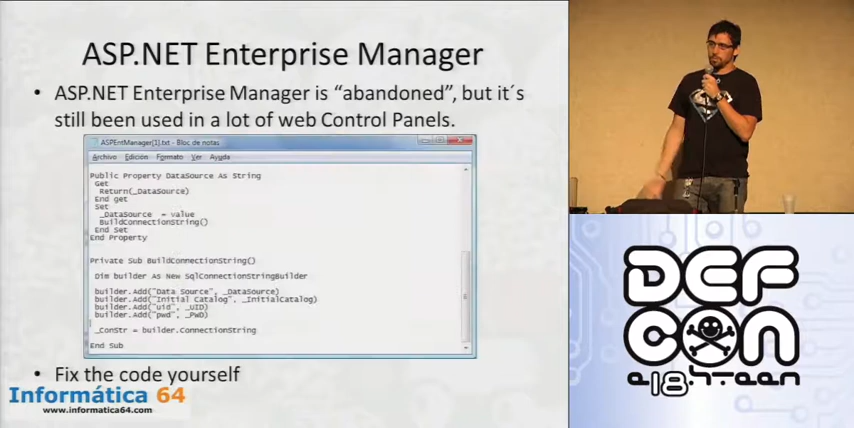 ASP.NET Enterprise Manager
• ASP.NET Enterprise Manager is “abandoned”, but it´s
still been used in a lot of web Control Panels.
ASPEntManager[1].txt - Bloc de notas
Archivo Edición Formato Ver Ayuda
Public Property DataSource As String
Get
Return(_DataSource)
End get
Set
_DataSource = value
BuildConnectionString()
End Set
End Property
Private Sub BuildConnectionString()
Dim builder As New SqlConnectionStringBuilder
builder.Add("Data Source", _DataSource)
builder.Add("Initial Catalog", _InitialCatalog)
builder.Add("uid", _UID)
builder.Add("pwd", _PWD)
_ConStr = builder.ConnectionString
End Sub
• Fix the code yourself
Informática 64
www.informatica64.com
DEF
CON
e18hteen